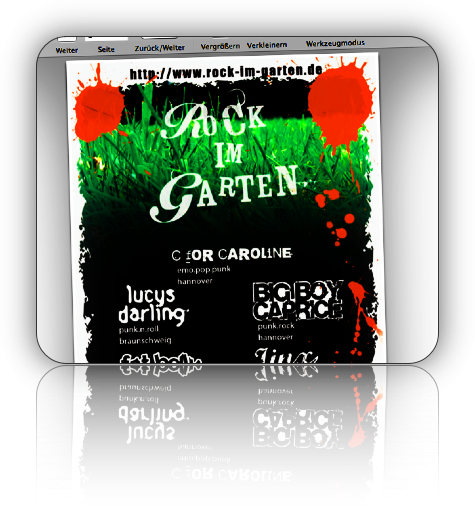 Weiter Seite Zurück/Weiter Vergrößern Verkleinern Werkzeugmodus
http://www.rock-im-garten.de
Rock
im
Garten
C for Caroline
emo.pop.punk
hannover
lucys
darling
punk.n.roll
braunschweig
BIG BOY
CAPRICE
punk.rock
hannover